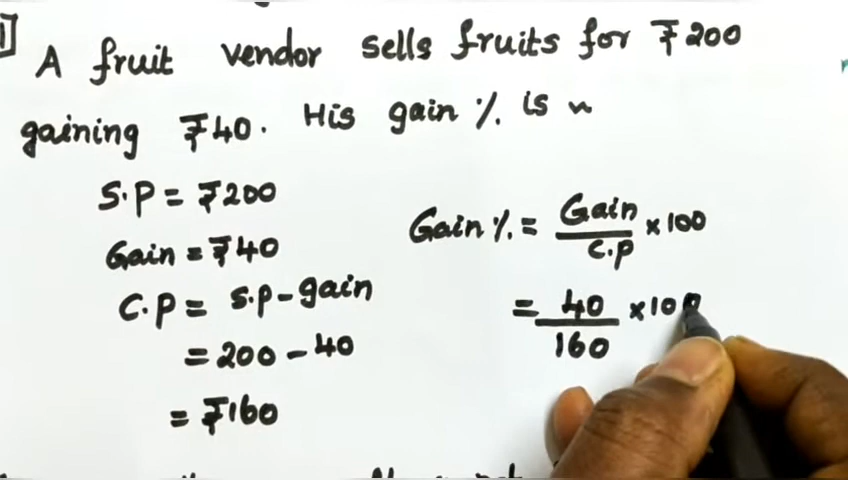 1] A fruit vendor sells fruits for ₹200
gaining ₹40. His gain % is
S.P = ₹200
Gain = ₹40
C.P = S.P - gain
= 200 - 40
= ₹160
Gain % = Gain / C.P × 100
= 40 / 160 × 100